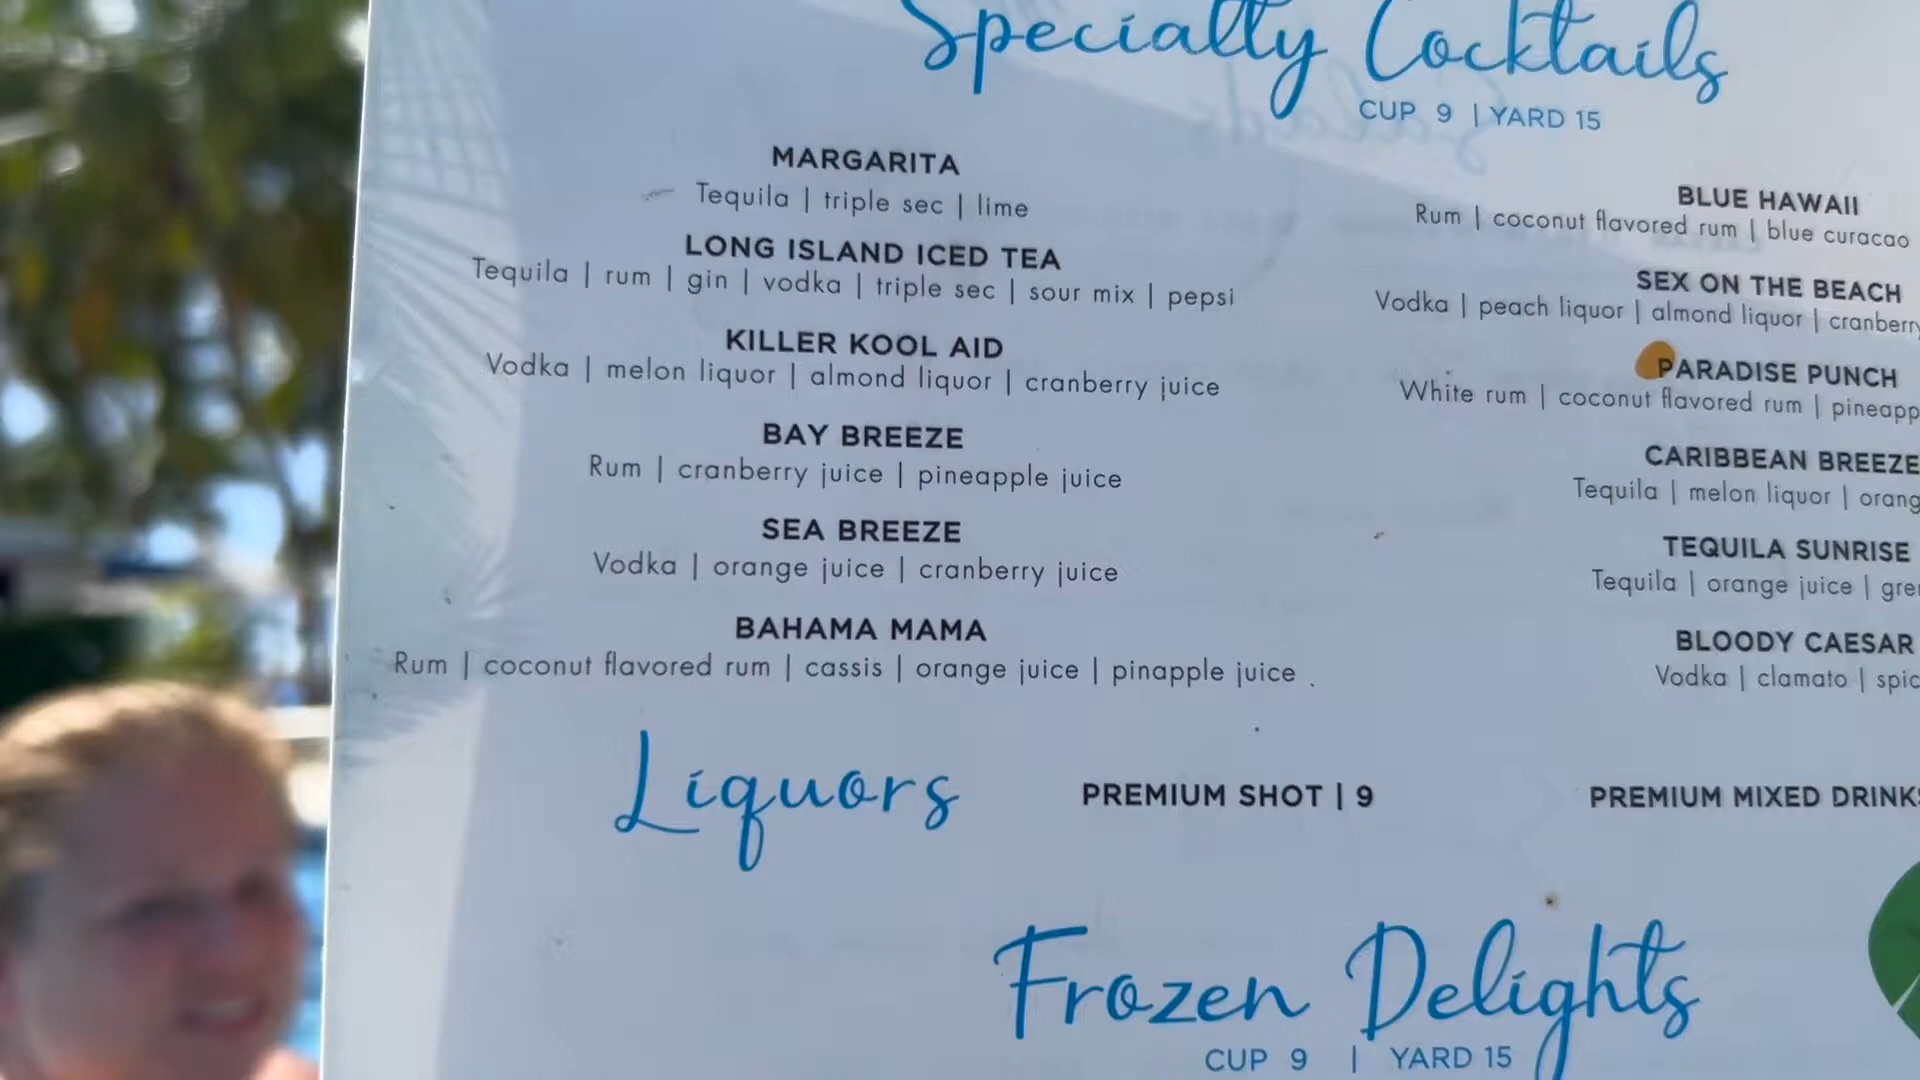 Specialty Cocktails
CUP 9 | YARD 15
MARGARITA
Tequila | triple sec | lime
LONG ISLAND ICED TEA
Tequila | rum | gin | vodka | triple sec | sour mix | pepsi
KILLER KOOL AID
Vodka | melon liquor | almond liquor | cranberry juice
BAY BREEZE
Rum | cranberry juice | pineapple juice
SEA BREEZE
Vodka | orange juice | cranberry juice
BAHAMA MAMA
Rum | coconut flavored rum | cassis | orange juice | pinapple juice
BLUE HAWAII
Rum | coconut flavored rum | blue curacao
SEX ON THE BEACH
Vodka | peach liquor | almond liquor | cranberry
PARADISE PUNCH
White rum | coconut flavored rum |
CARIBBEAN BREEZE
Tequila | melon liquor |
TEQUILA SUNRISE
Tequila | orange juice |
BLOODY CAESAR
Vodka | clamato |
Liquors
PREMIUM SHOT | 9
PREMIUM MIXED DRINKS
Frozen Delights
CUP 9 | YARD 15